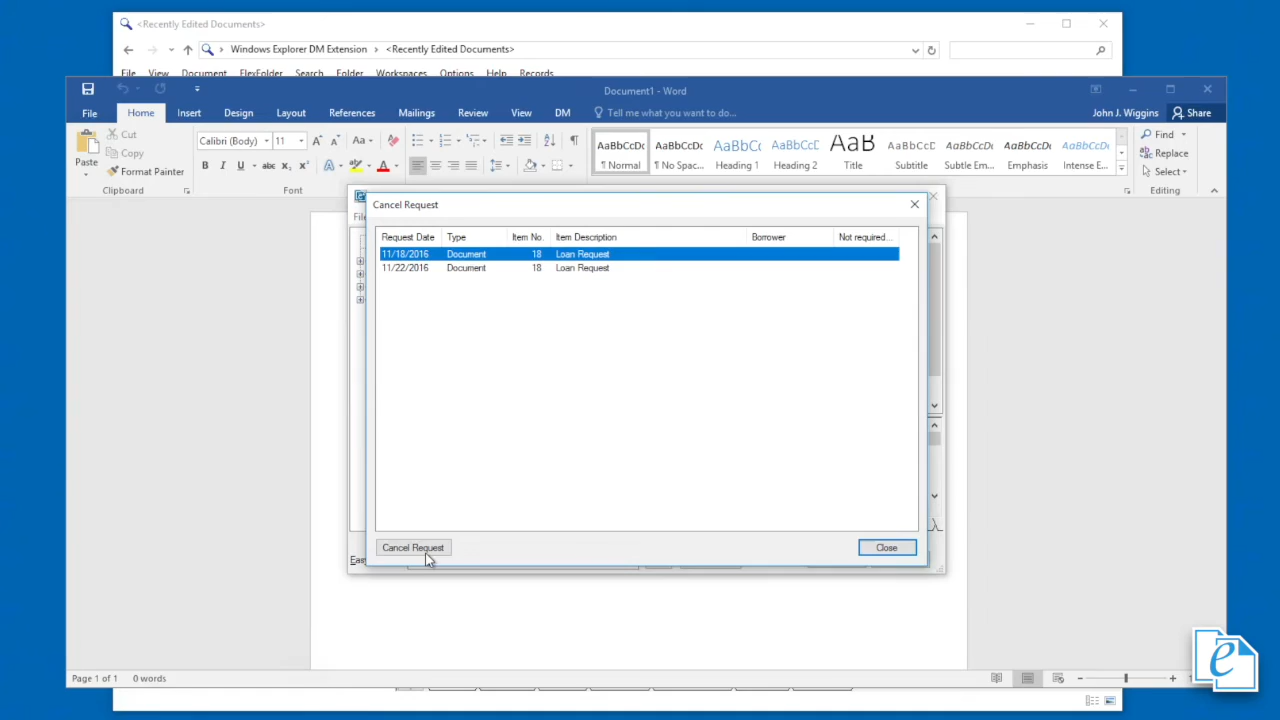 <Recently Edited Documents>
Windows Explorer DM Extension > <Recently Edited Documents>
File View Document FlexFolder Search Folder Workspaces Options Help Records
Document1 - Word
File Home Insert Design Layout References Mailings Review View DM Tell me what you want to do... John J. Wiggins Share
Paste
Cut
Copy
Format Painter
Clipboard
Calibri (Body) 11
Font
AaBbCcDc AaBbCcDc AaBbCc AaBbCcC AaB AaBbCcD AaBbCcDc AaBbCcDc AaBbCcDc
¶ Normal ¶ No Spac... Heading 1 Heading 2 Title Subtitle Subtle Em... Emphasis Intense E...
Find
Replace
Select
Editing
Fil
Cancel Request
Request Date Type Item No. Item Description Borrower Not required ...
11/18/2016 Document 18 Loan Request
11/22/2016 Document 18 Loan Request
Cancel Request Close
Eas
Page 1 of 1 0 words
e